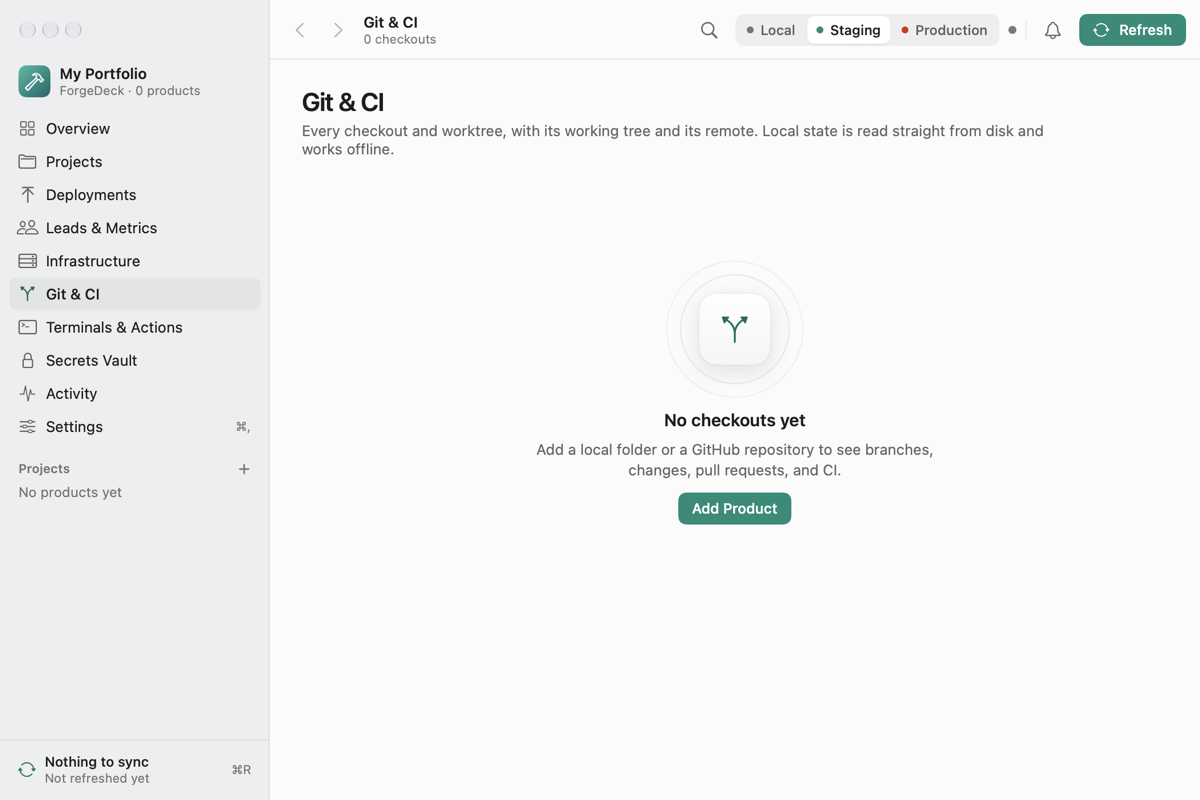 My Portfolio
ForgeDeck · 0 products
Overview
Projects
Deployments
Leads & Metrics
Infrastructure
Git & CI
Terminals & Actions
Secrets Vault
Activity
Settings
⌘,
Projects
No products yet
Nothing to sync
Not refreshed yet
⌘R
Git & CI
0 checkouts
Local
Staging
Production
Refresh
Git & CI
Every checkout and worktree, with its working tree and its remote. Local state is read straight from disk and
works offline.
No checkouts yet
Add a local folder or a GitHub repository to see branches,
changes, pull requests, and CI.
Add Product